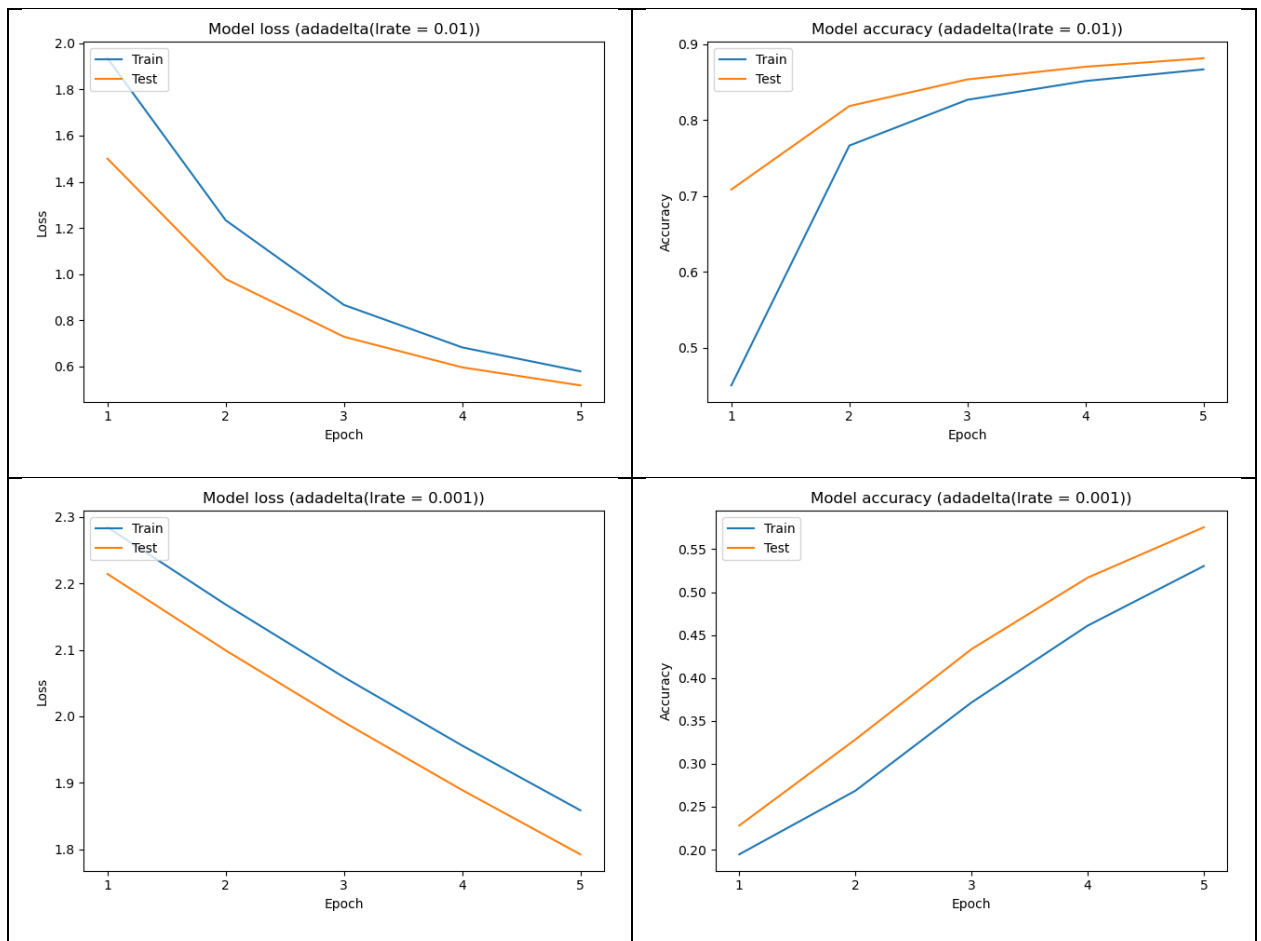 Model loss (adadelta(lrate = 0.01))
2.0
1.8
1.6
1.4
1.2
1.0
0.8
0.6
Loss
Train
Test
1 2 3 4 5
Epoch
Model accuracy (adadelta(lrate = 0.01))
0.9
0.8
0.7
0.6
0.5
Accuracy
Train
Test
1 2 3 4 5
Epoch
Model loss (adadelta(lrate = 0.001))
2.3
2.2
2.1
2.0
1.9
1.8
Loss
Train
Test
1 2 3 4 5
Epoch
Model accuracy (adadelta(lrate = 0.001))
0.55
0.50
0.45
0.40
0.35
0.30
0.25
0.20
Accuracy
Train
Test
1 2 3 4 5
Epoch